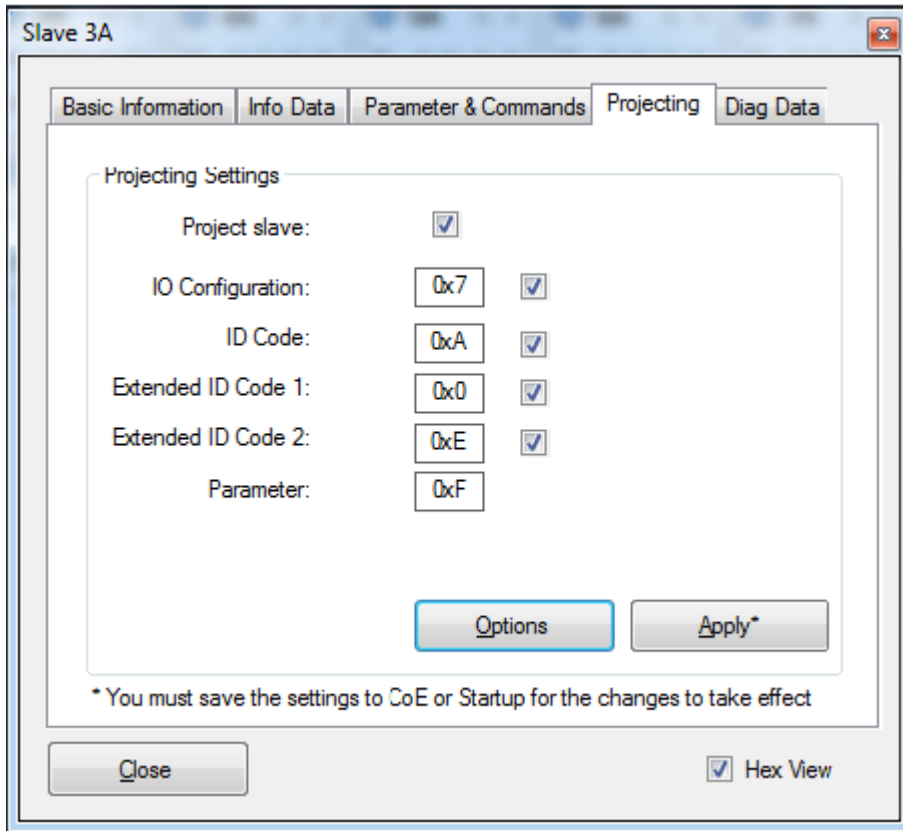 Slave 3A
Basic Information Info Data Parameter & Commands Projecting Diag Data
Projecting Settings
Project slave:
IO Configuration: 0x7
ID Code: 0xA
Extended ID Code 1: 0x0
Extended ID Code 2: 0xE
Parameter: 0xF
Options Apply*
* You must save the settings to CoE or Startup for the changes to take effect
Close Hex View